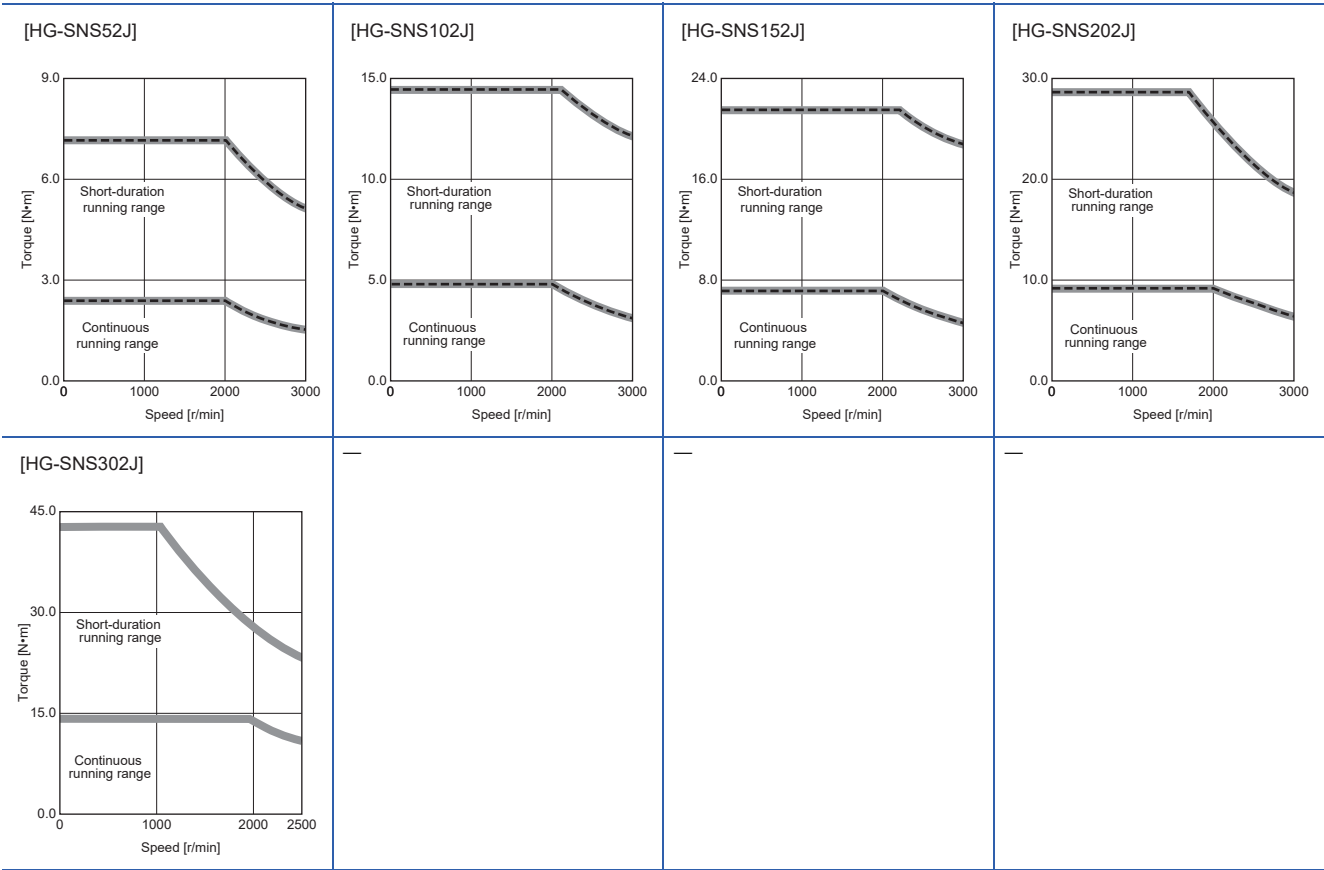 [HG-SNS52J]
9.0
6.0
3.0
0.0
Torque [N•m]
Short-duration
running range
Continuous
running range
0
1000
2000
3000
Speed [r/min]
[HG-SNS102J]
15.0
10.0
5.0
0.0
Torque [N•m]
Short-duration
running range
Continuous
running range
0
1000
2000
3000
Speed [r/min]
[HG-SNS152J]
24.0
16.0
8.0
0.0
Torque [N•m]
Short-duration
running range
Continuous
running range
0
1000
2000
3000
Speed [r/min]
[HG-SNS202J]
30.0
20.0
10.0
0.0
Torque [N•m]
Short-duration
running range
Continuous
running range
0
1000
2000
3000
Speed [r/min]
[HG-SNS302J]
45.0
30.0
15.0
0.0
Torque [N•m]
Short-duration
running range
Continuous
running range
0
1000
2000
2500
Speed [r/min]
—
—
—